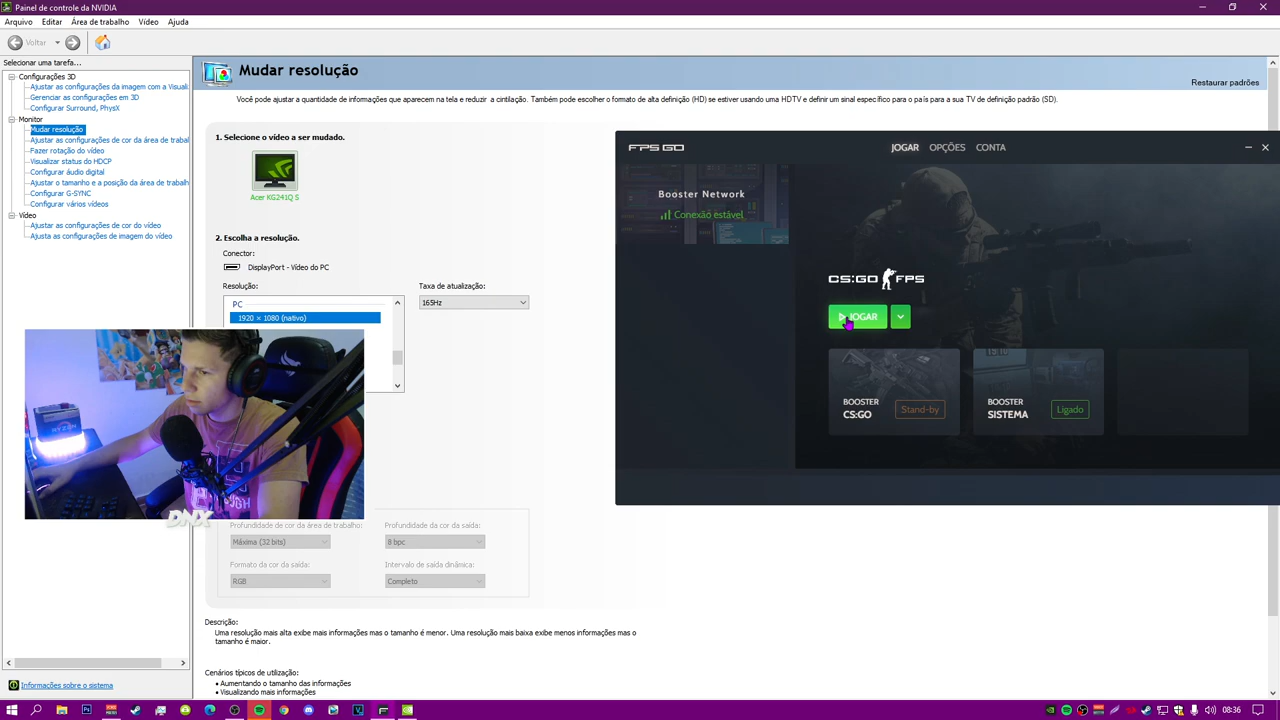 Painel de controle da NVIDIA
Arquivo Editar Área de trabalho Vídeo Ajuda
Voltar
Selecionar uma tarefa...
Configurações 3D
Ajustar as configurações da imagem com a Visuali
Gerenciar as configurações em 3D
Configurar Surround, PhysX
Monitor
Mudar resolução
Ajustar as configurações de cor da área de trabal
Fazer rotação do vídeo
Visualizar status do HDCP
Configurar áudio digital
Ajustar o tamanho e a posição da área de trabalh
Configurar G-SYNC
Configurar vários vídeos
Vídeo
Ajustar as configurações de cor do vídeo
Ajusta as configurações de imagem do vídeo
Informações sobre o sistema
Mudar resolução
Restaurar padrões
Você pode ajustar a quantidade de informações que aparecem na tela e reduzir a cintilação. Também pode escolher o formato de alta definição (HD) se estiver usando uma HDTV e definir um sinal específico para o país para a sua TV de definição padrão (SD).
1. Selecione o vídeo a ser mudado.
Acer KG241Q S
2. Escolha a resolução.
Conector:
DisplayPort - Vídeo do PC
Resolução:
Taxa de atualização:
PC
165Hz
1920 × 1080 (nativo)
RYZEN
DNX
Profundidade de cor da área de trabalho:
Profundidade da cor da saída:
Máxima (32 bits)
8 bpc
Formato da cor da saída:
Intervalo de saída dinâmica:
RGB
Completo
Descrição:
Uma resolução mais alta exibe mais informações mas o tamanho é menor. Uma resolução mais baixa exibe menos informações mas o
tamanho é maior.
Cenários típicos de utilização:
• Aumentando o tamanho das informações
• Visualizando mais informações
FPS GO
JOGAR OPÇÕES CONTA
Booster Network
Conexão estável
CS:GO FPS
JOGAR
BOOSTER
CS:GO
Stand-by
BOOSTER
SISTEMA
Ligado
08:36